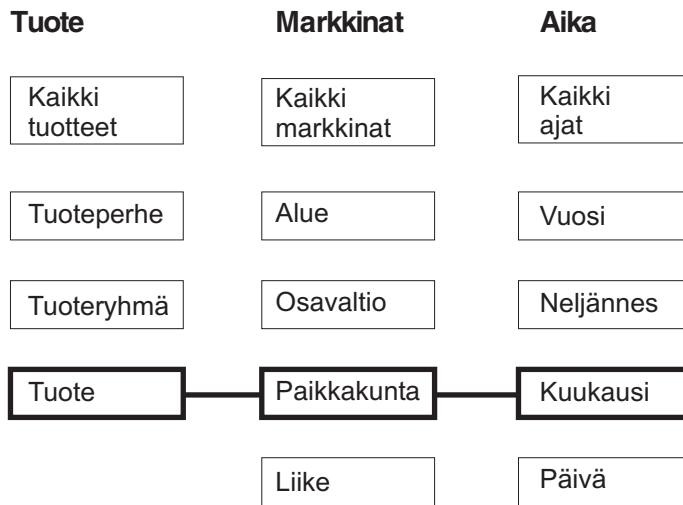 Tuote Markkinat Aika
Kaikki tuotteet
Kaikki markkinat
Kaikki ajat
Tuoteperhe Alue Vuosi
Tuoteryhmä Osavaltio Neljännes
Tuote Paikkakunta Kuukausi
Liike Päivä